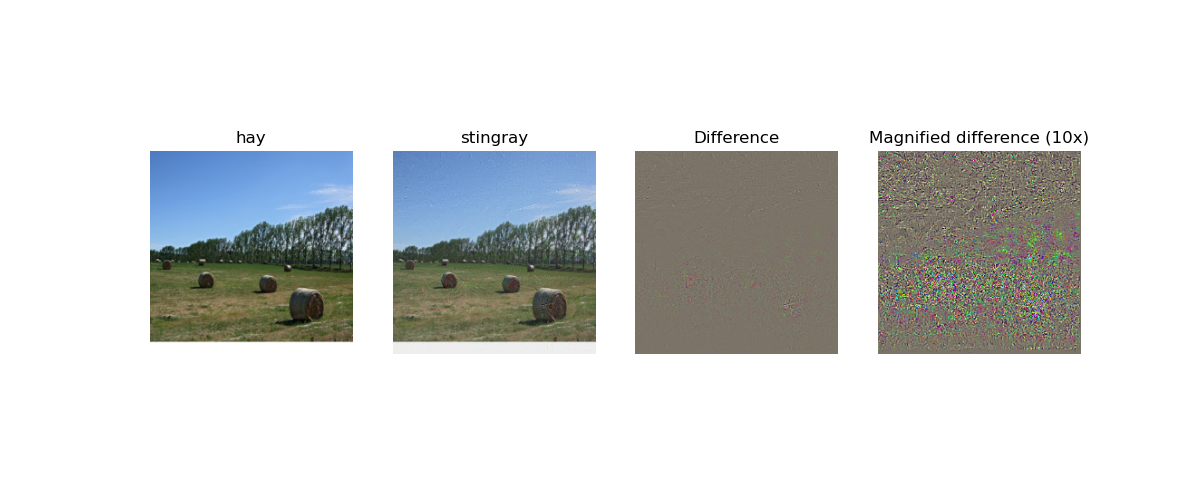 hay
stingray
Difference
Magnified difference (10x)